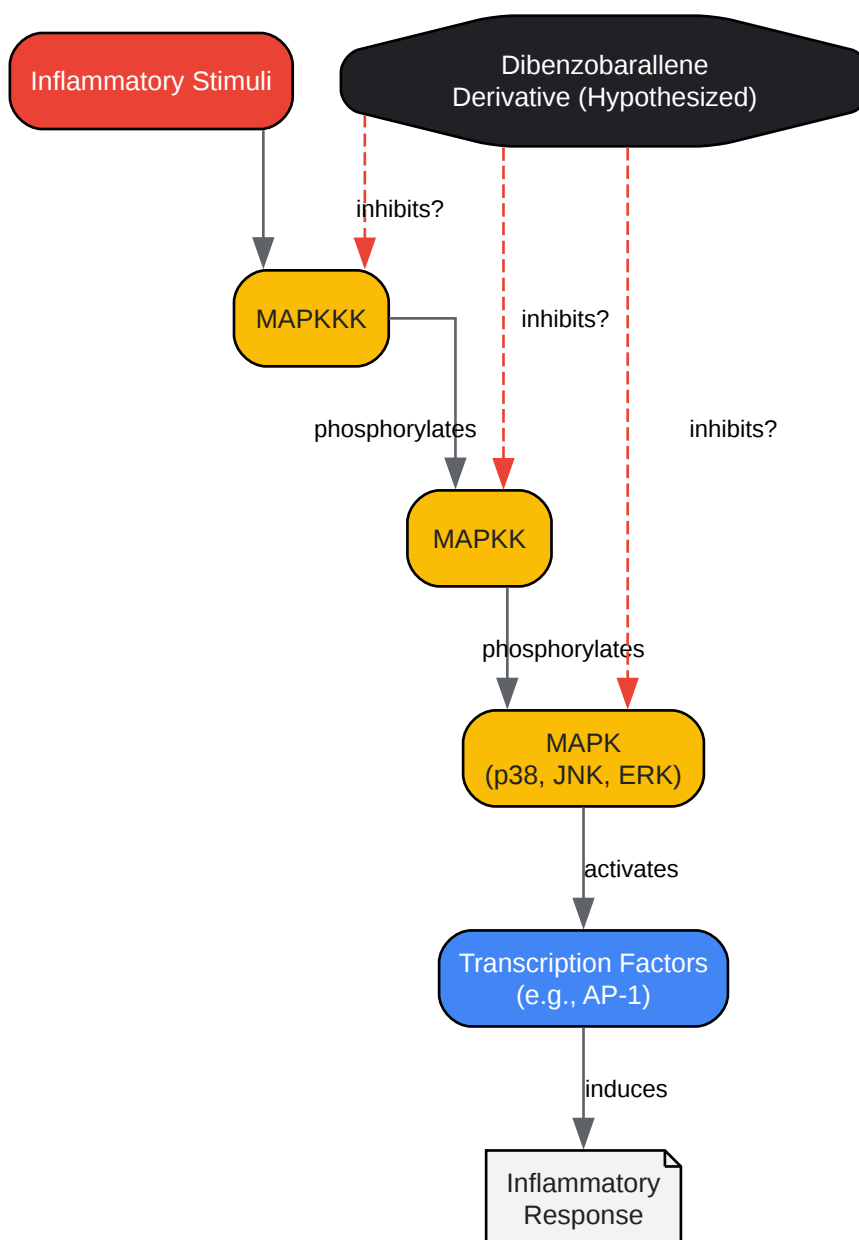 Inflammatory Stimuli
Dibenzobarallene
Derivative (Hypothesized)
inhibits?
MAPKKK
inhibits?
phosphorylates
inhibits?
MAPKK
phosphorylates
MAPK
(p38, JNK, ERK)
activates
Transcription Factors
(e.g., AP-1)
induces
Inflammatory
Response